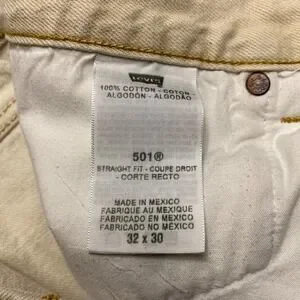 LEVI'S
100% COTTON - COTON
ALGODÓN - ALGODÃO
501®
STRAIGHT FIT - COUPE DROIT
- CORTE RECTO
MADE IN MEXICO
FABRIQUE AU MEXIQUE
FABRICADO EN MEXICO
FABRICADO NO MÉXICO
32 x 30